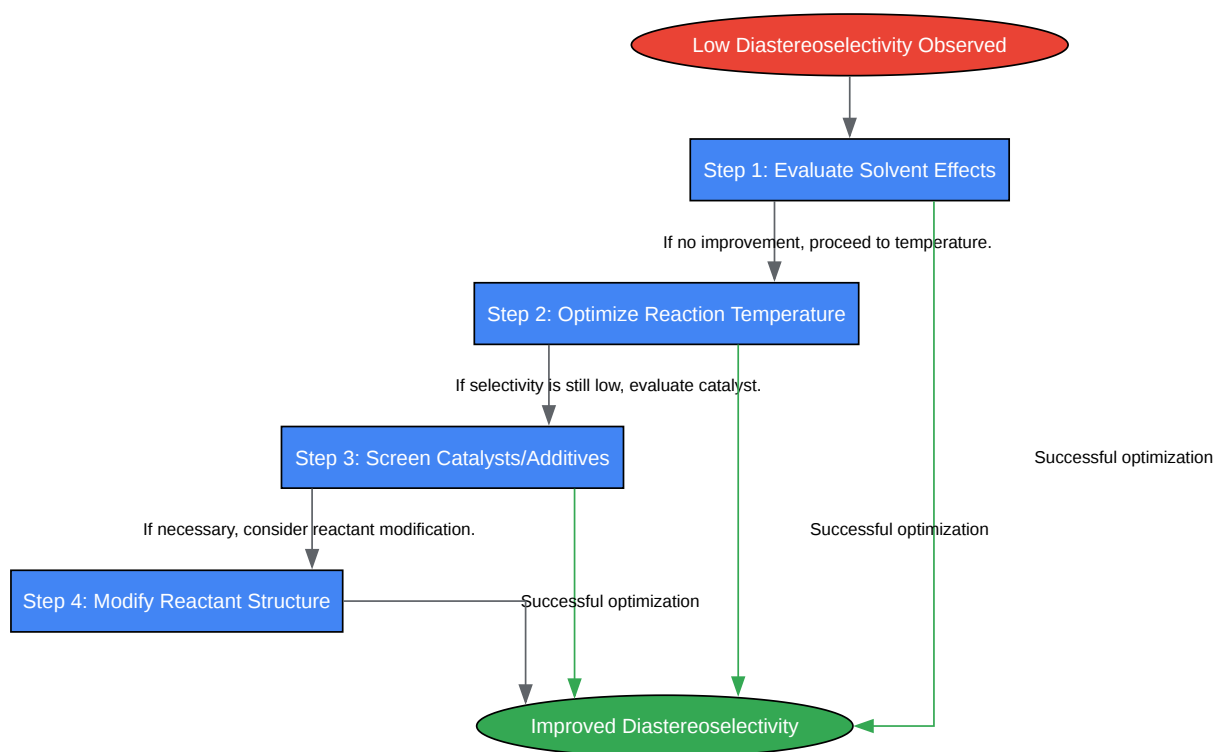 Low Diastereoselectivity Observed
Step 1: Evaluate Solvent Effects
If no improvement, proceed to temperature.
Step 2: Optimize Reaction Temperature
If selectivity is still low, evaluate catalyst.
Step 3: Screen Catalysts/Additives
Successful optimization
If necessary, consider reactant modification.
Successful optimization
Step 4: Modify Reactant Structure
Successful optimization
Improved Diastereoselectivity